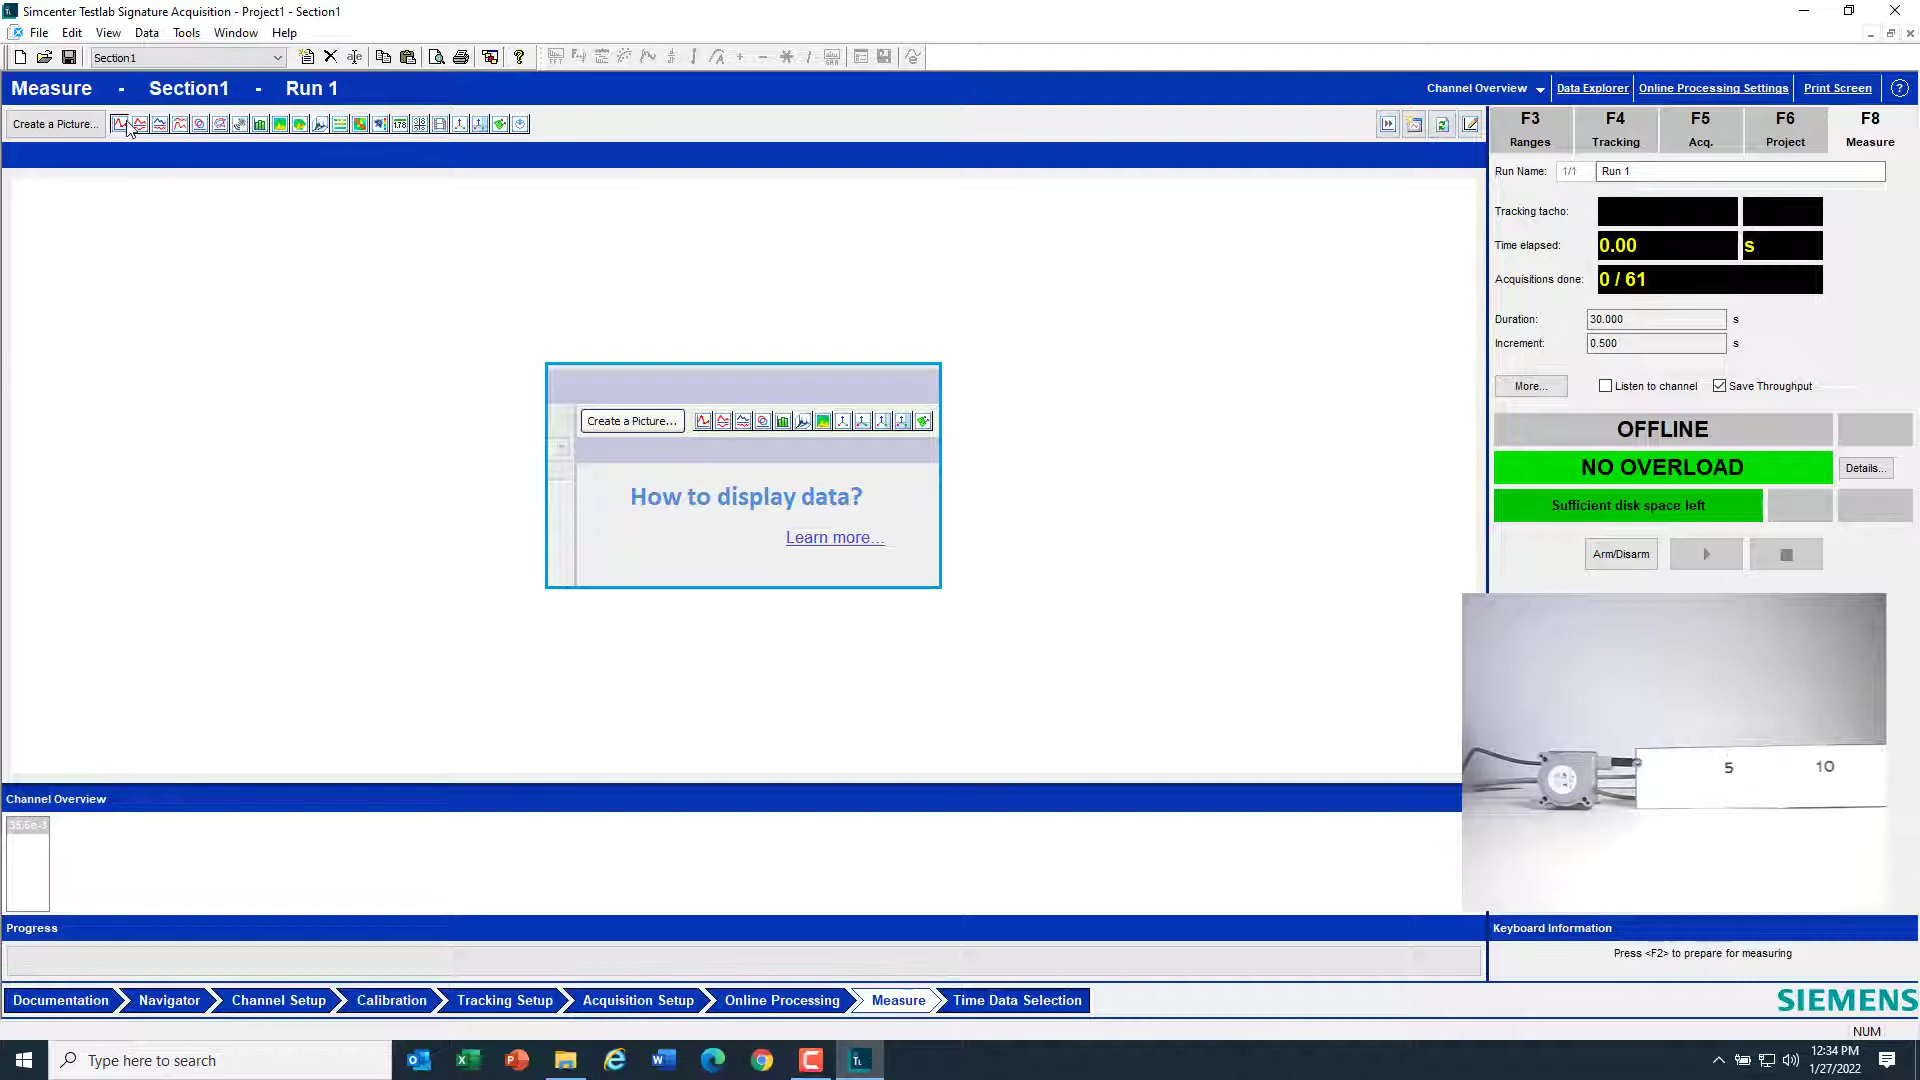 Simcenter Testlab Signature Acquisition - Project1 - Section1
File Edit View Data Tools Window Help
Section1
Measure - Section1 - Run 1
Channel Overview Data Explorer Online Processing Settings Print Screen
Create a Picture...
F3 Ranges
F4 Tracking
F5 Acq.
F6 Project
F8 Measure
Run Name: 1/1 Run 1
Tracking tacho:
Time elapsed: 0.00 s
Acquisitions done: 0 / 61
Duration: 30.000 s
Increment: 0.500 s
More... Listen to channel Save Throughput
OFFLINE
NO OVERLOAD Details...
Sufficient disk space left
Arm/Disarm
Create a Picture...
How to display data?
Learn more...
5 10
Channel Overview
35.6e-3
Progress
Keyboard Information
Press <F2> to prepare for measuring
Documentation Navigator Channel Setup Calibration Tracking Setup Acquisition Setup Online Processing Measure Time Data Selection
SIEMENS
NUM
Type here to search
12:34 PM
1/27/2022